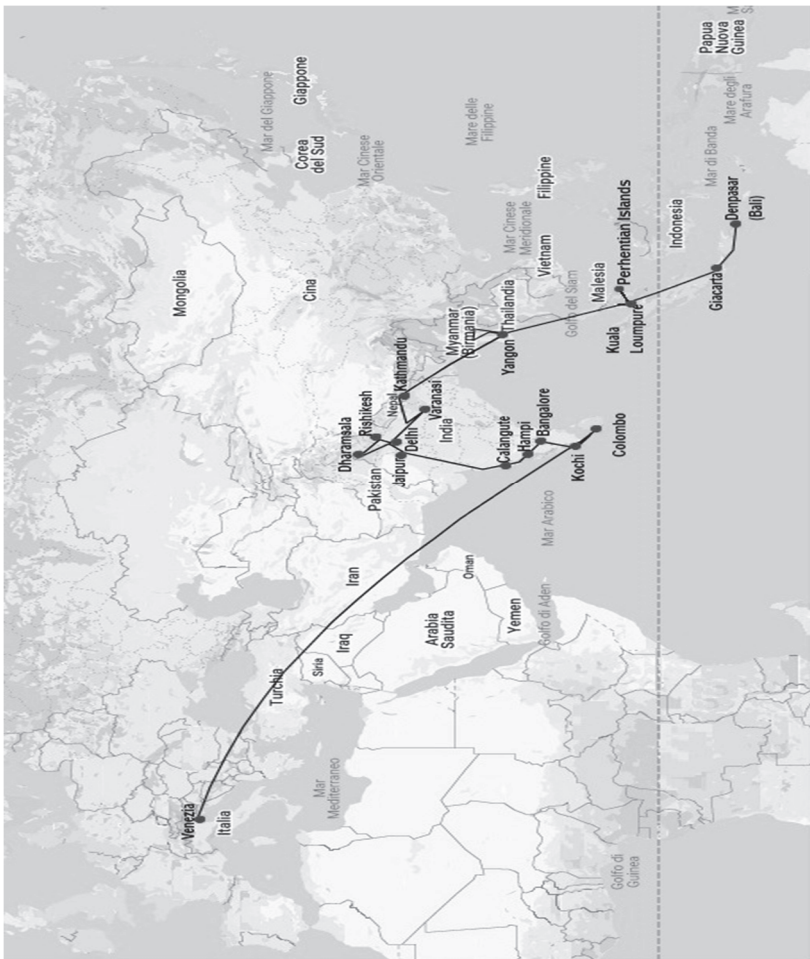 Mongolia
Venezia
Italia
Mar del Giappone
Turchia
Giappone
Corea
del Sud
Cina
Siria
Mar
Mediterraneo
Iraq
Dharamsala
Iran
Rishikesh
Mar Cinese
Orientale
Pakistan
Nepal
Jaipur
Kathmandu
Delhi
Arabia
Saudita
Varanasi
India
Myanmar
(Birmania)
Oman
Mare delle
Filippine
Calangute
Yangon
Thailandia
Mar Cinese
Meridionale
Yemen
Hampi
Bangalore
Golfo di Aden
Vietnam
Filippine
Mar Arabico
Golfo del Siam
Kochi
Malesia
Perhentian Islands
Kuala
Loumpure
Colombo
Golfo di
Guinea
Indonesia
Papua
Nuova
Guinea
Mar di Banda
Giacarta
Mare degli
Arafura
Denpasar
(Bali)